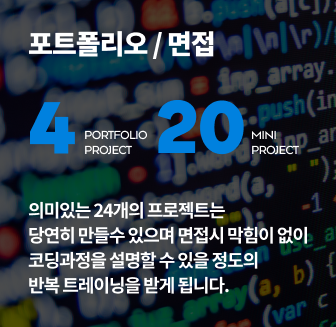 포트폴리오 / 면접
4 PORTFOLIO PROJECT 20 MINI PROJECT
의미있는 24개의 프로젝트는
당연히 만들수 있으며 면접시 막힘이 없이
코딩과정을 설명할 수 있을 정도의
반복 트레이닝을 받게 됩니다.